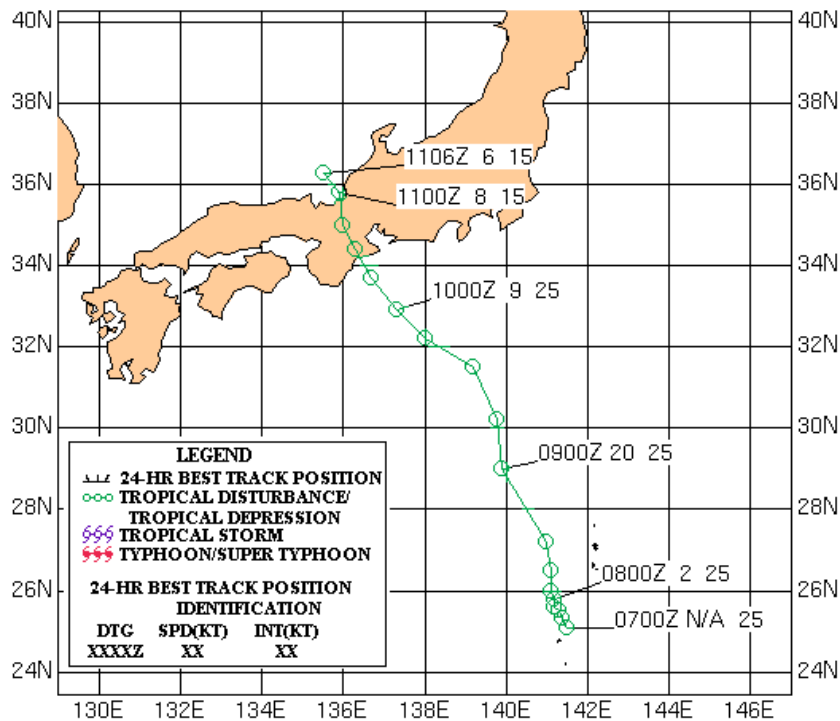 40N 40N
38N 38N
1106Z 6 15
36N 36N
1100Z 8 15
34N 34N
1000Z 9 25
32N 32N
30N 30N
LEGEND
24-HR BEST TRACK POSITION
TROPICAL DISTURBANCE/
TROPICAL DEPRESSION
TROPICAL STORM
TYPHOON/SUPER TYPHOON
24-HR BEST TRACK POSITION
IDENTIFICATION
DTG SPD(KT) INT(KT)
XXXXZ XX XX
0900Z 20 25
28N 28N
0800Z 2 25
26N 26N
0700Z N/A 25
24N 24N
130E 132E 134E 136E 138E 140E 142E 144E 146E